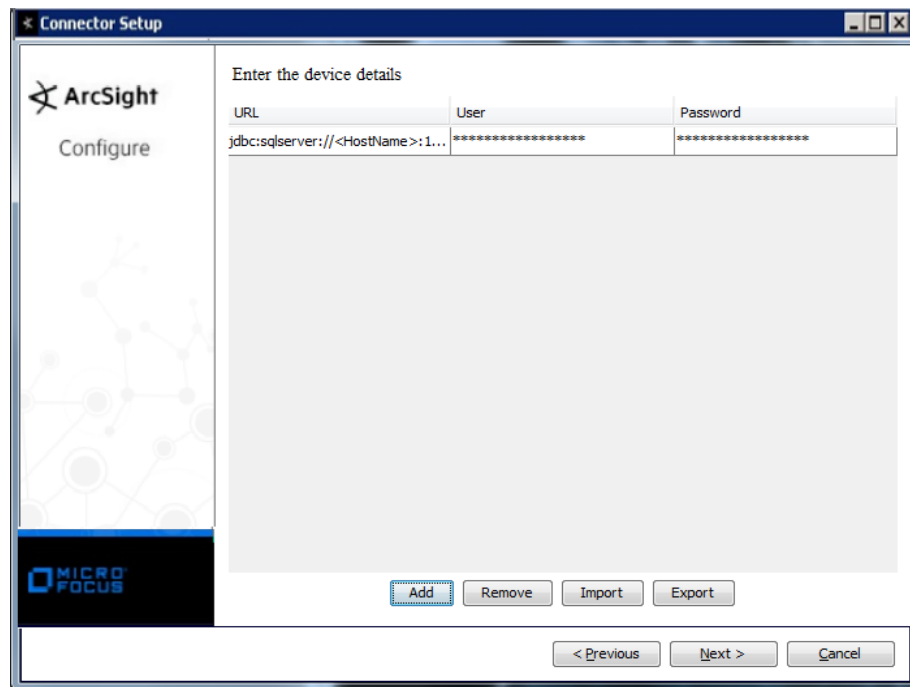 Connector Setup
ArcSight
Configure
Enter the device details
URL User Password
jdbc:sqlserver://<HostName>:1... ***************** *****************
MICRO
FOCUS
Add Remove Import Export
< Previous Next > Cancel